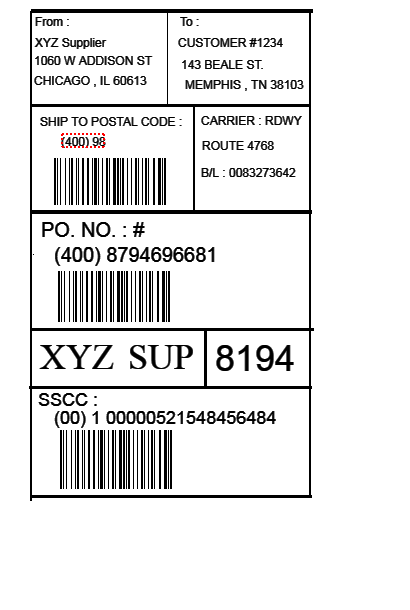 From :
XYZ Supplier
1060 W ADDISON ST
CHICAGO , IL 60613
To :
CUSTOMER #1234
143 BEALE ST.
MEMPHIS , TN 38103
SHIP TO POSTAL CODE :
(400) 98
CARRIER : RDWY
ROUTE 4768
B/L : 0083273642
PO. NO. : #
(400) 8794696681
XYZ SUP
8194
SSCC :
(00) 1 00000521548456484